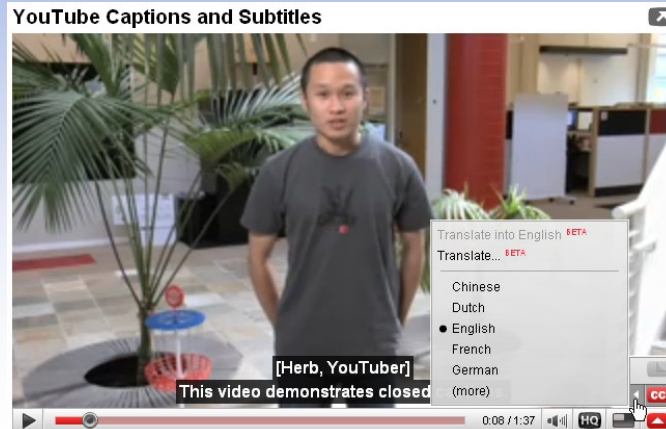 YouTube Captions and Subtitles
Translate into English BETA
Translate... BETA
Chinese
Dutch
English
French
German
(more)
[Herb, YouTuber]
This video demonstrates closed
0:08 / 1:37
HQ
CC